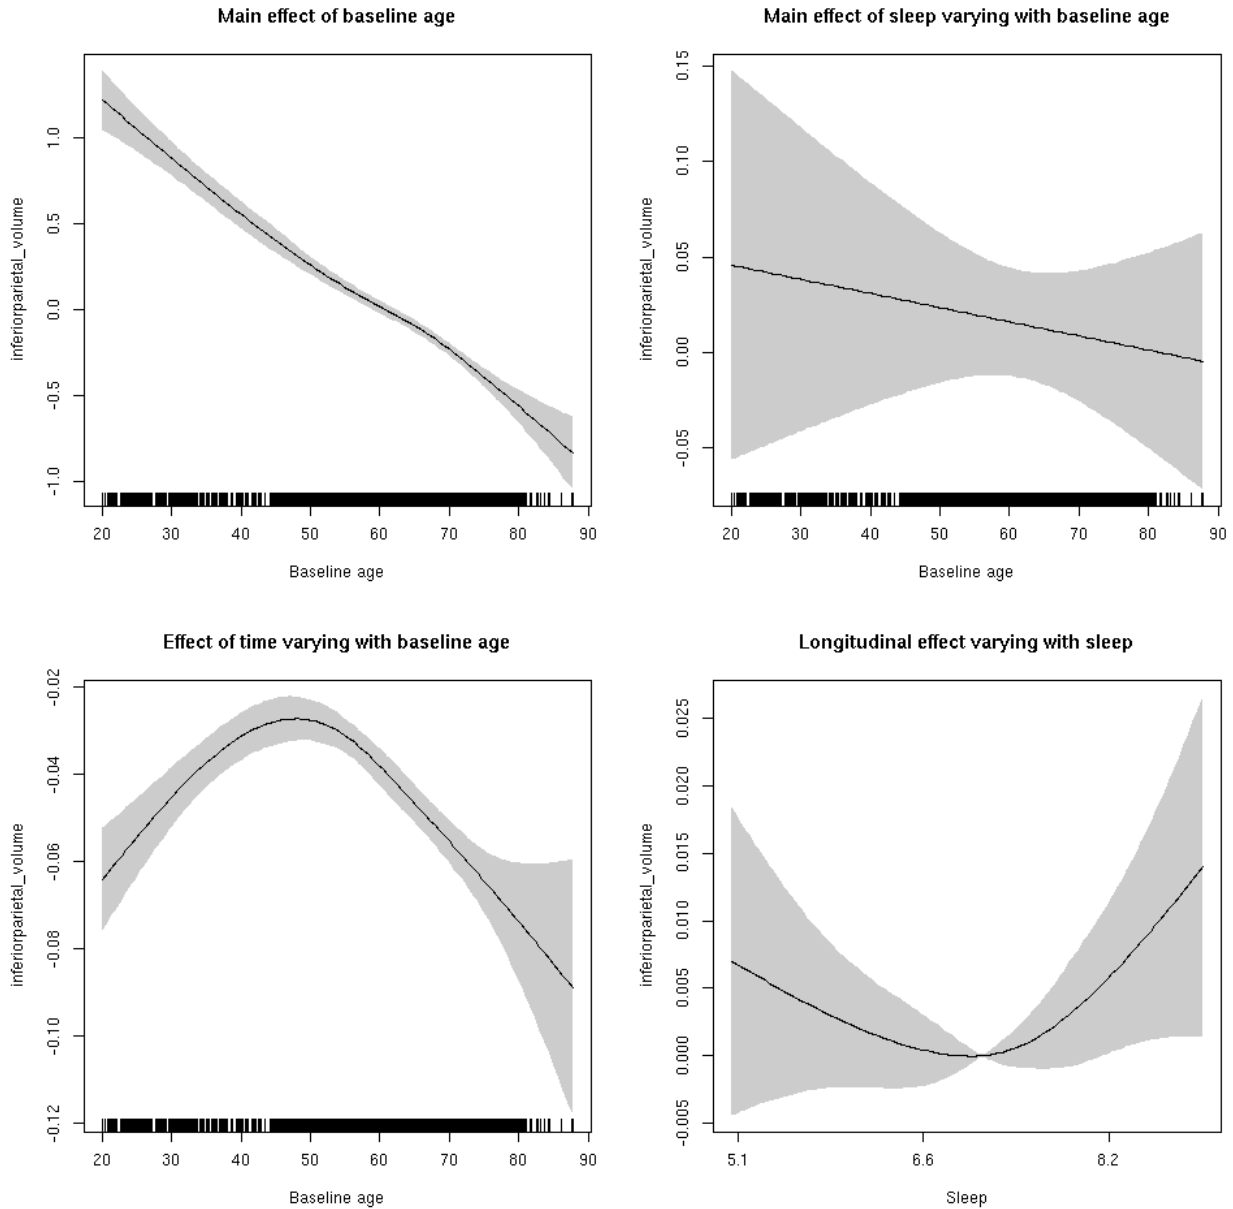 Main effect of baseline age
inferiorparietal_volume
1.0
0.5
0.0
-0.5
-1.0
20 30 40 50 60 70 80 90
Baseline age
Main effect of sleep varying with baseline age
inferiorparietal_volume
0.15
0.10
0.05
0.00
-0.05
20 30 40 50 60 70 80 90
Baseline age
Effect of time varying with baseline age
inferiorparietal_volume
-0.02
-0.04
-0.06
-0.08
-0.10
-0.12
20 30 40 50 60 70 80 90
Baseline age
Longitudinal effect varying with sleep
inferiorparietal_volume
0.025
0.020
0.015
0.010
0.005
0.000
-0.005
5.1 6.6 8.2
Sleep